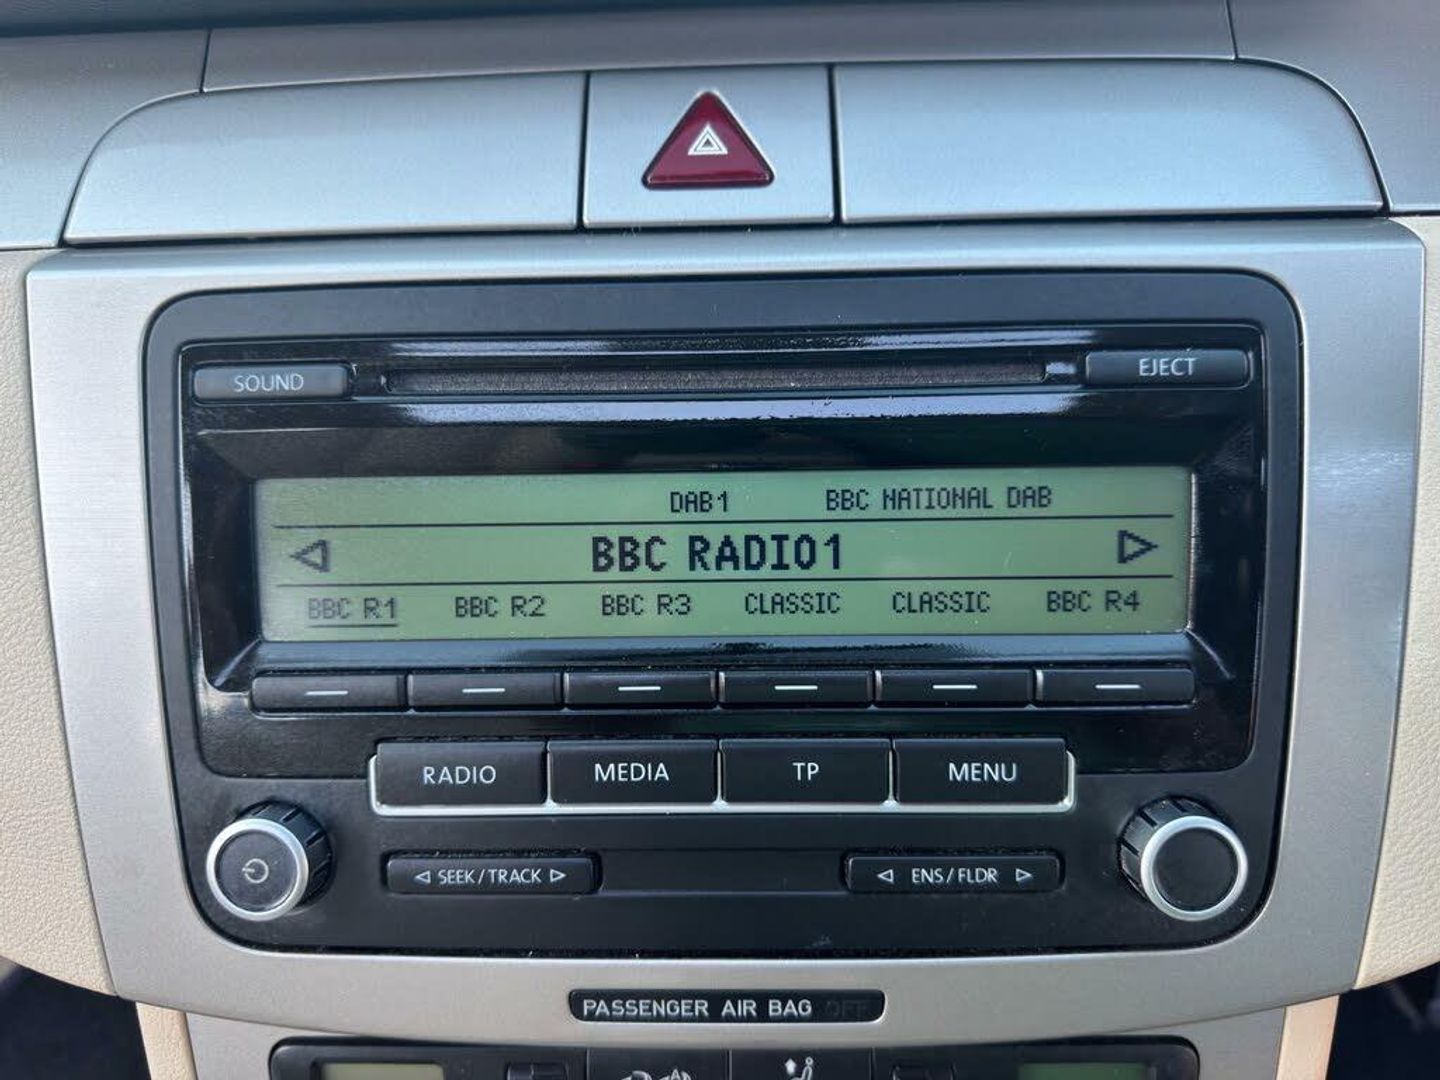 SOUND
EJECT
DAB1 BBC NATIONAL DAB
BBC RADIO1
BBC R1 BBC R2 BBC R3 CLASSIC CLASSIC BBC R4
RADIO MEDIA TP MENU
SEEK / TRACK
ENS / FLDR
PASSENGER AIR BAG OFF